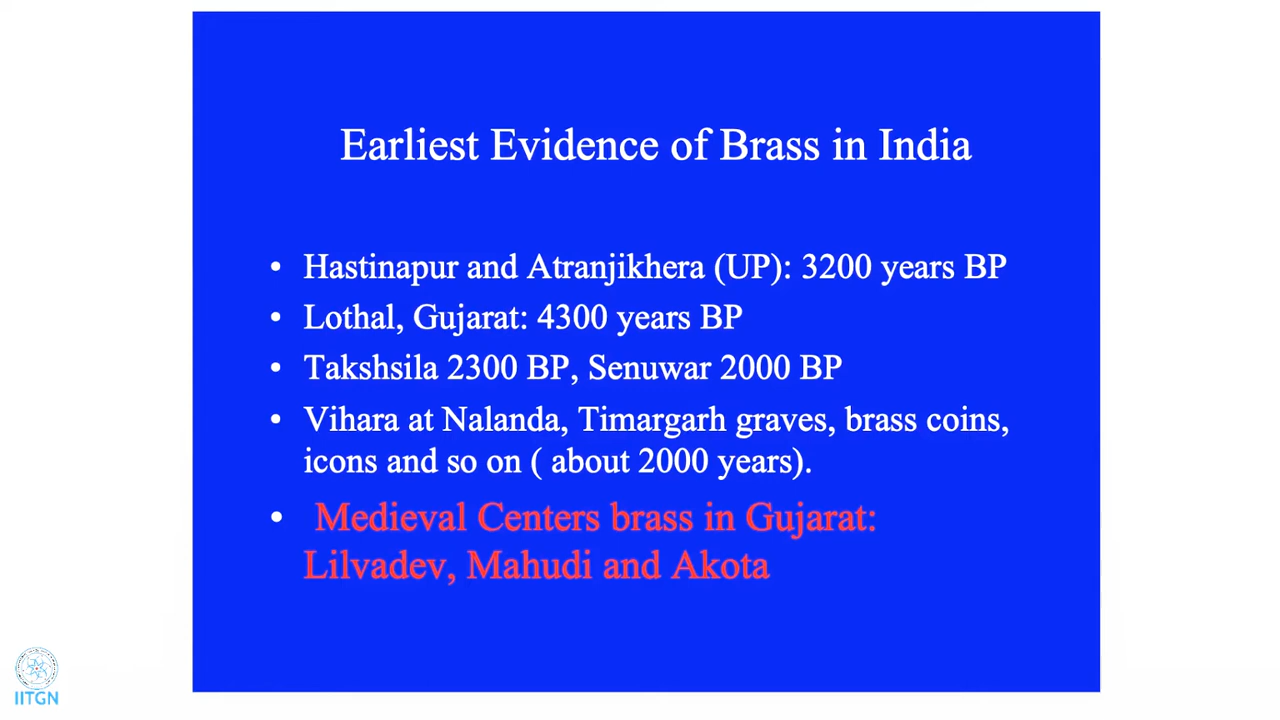 Earliest Evidence of Brass in India
• Hastinapur and Atranjikhera (UP): 3200 years BP
• Lothal, Gujarat: 4300 years BP
• Takshsila 2300 BP, Senuwar 2000 BP
• Vihara at Nalanda, Timargarh graves, brass coins,
icons and so on ( about 2000 years).
• Medieval Centers brass in Gujarat:
Lilvadev, Mahudi and Akota
IITGN